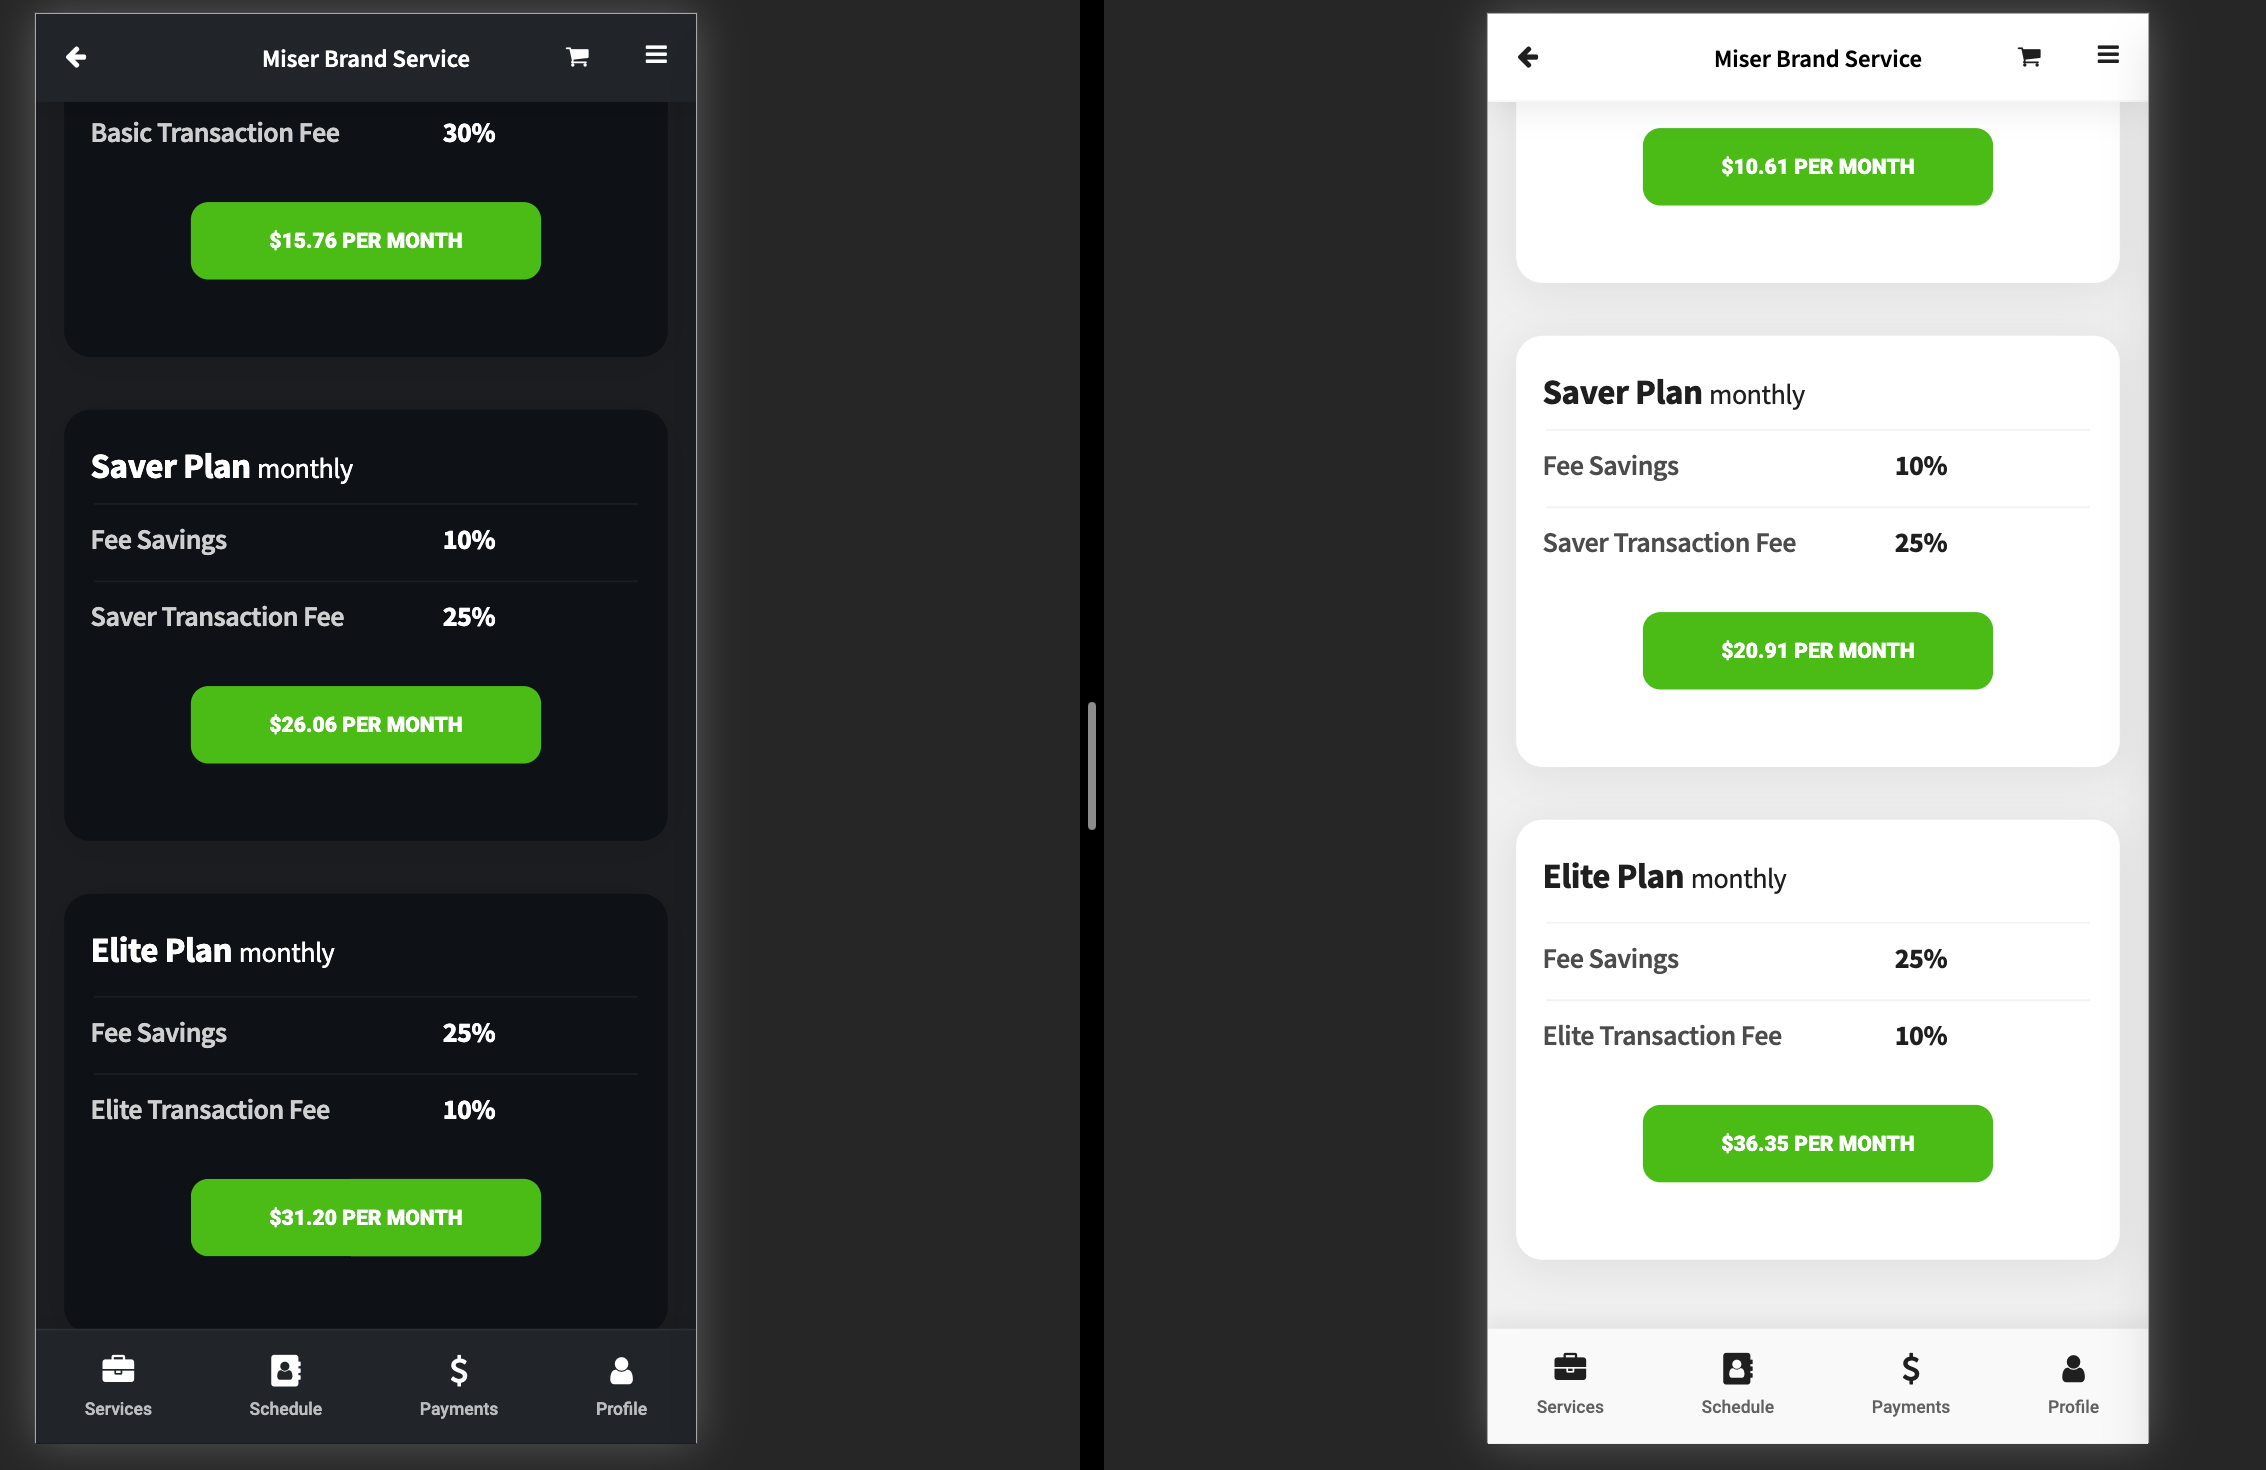 Miser Brand Service
Basic Transaction Fee 30%
$15.76 PER MONTH
Saver Plan monthly
Fee Savings 10%
Saver Transaction Fee 25%
$26.06 PER MONTH
Elite Plan monthly
Fee Savings 25%
Elite Transaction Fee 10%
$31.20 PER MONTH
Services Schedule Payments Profile
Miser Brand Service
$10.61 PER MONTH
Saver Plan monthly
Fee Savings 10%
Saver Transaction Fee 25%
$20.91 PER MONTH
Elite Plan monthly
Fee Savings 25%
Elite Transaction Fee 10%
$36.35 PER MONTH
Services Schedule Payments Profile